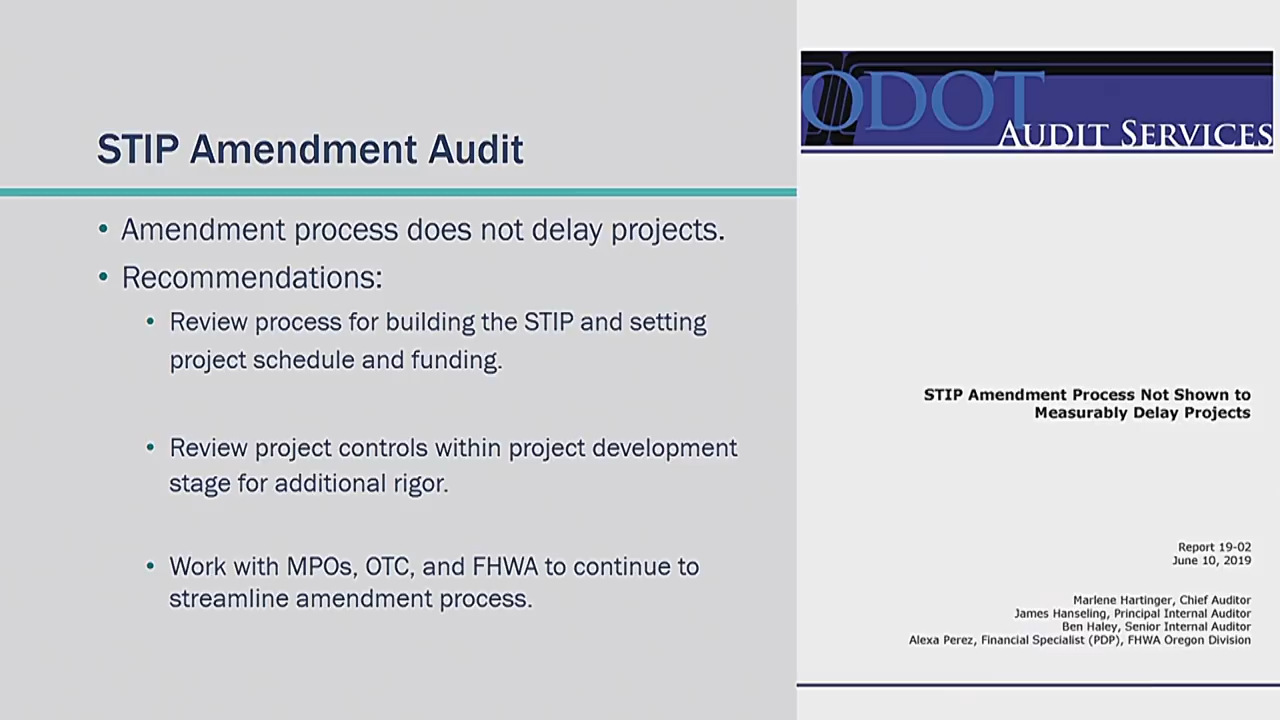 STIP Amendment Audit
• Amendment process does not delay projects.
• Recommendations:
• Review process for building the STIP and setting
project schedule and funding.
• Review project controls within project development
stage for additional rigor.
• Work with MPOs, OTC, and FHWA to continue to
streamline amendment process.
ODOT
AUDIT SERVICES
STIP Amendment Process Not Shown to
Measurably Delay Projects
Report 19-02
June 10, 2019
Marlene Hartinger, Chief Auditor
James Hanseling, Principal Internal Auditor
Ben Haley, Senior Internal Auditor
Alexa Perez, Financial Specialist (PDP), FHWA Oregon Division